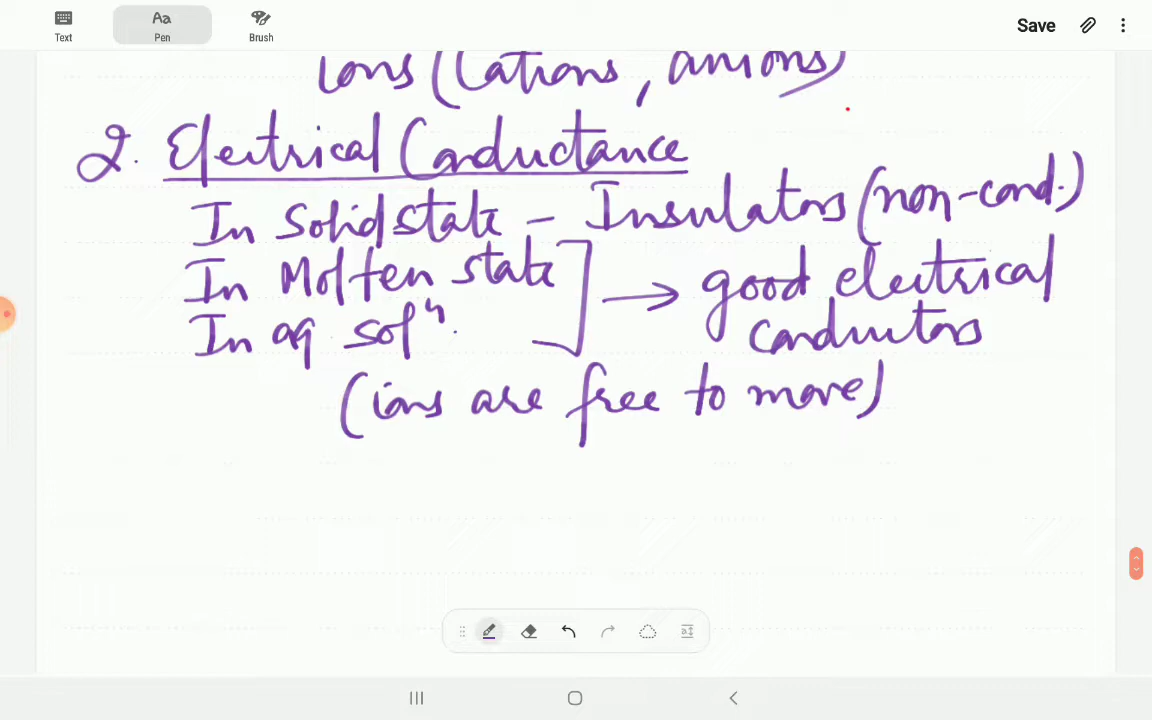 Save
Text
Aa
Pen
Brush
Ions (Cations, anions)
2. Electrical Conductance
In Solid state - Insulators (non-cond.)
In Molten state
In aq solⁿ.
→ good electrical
conductors
(ions are free to move)